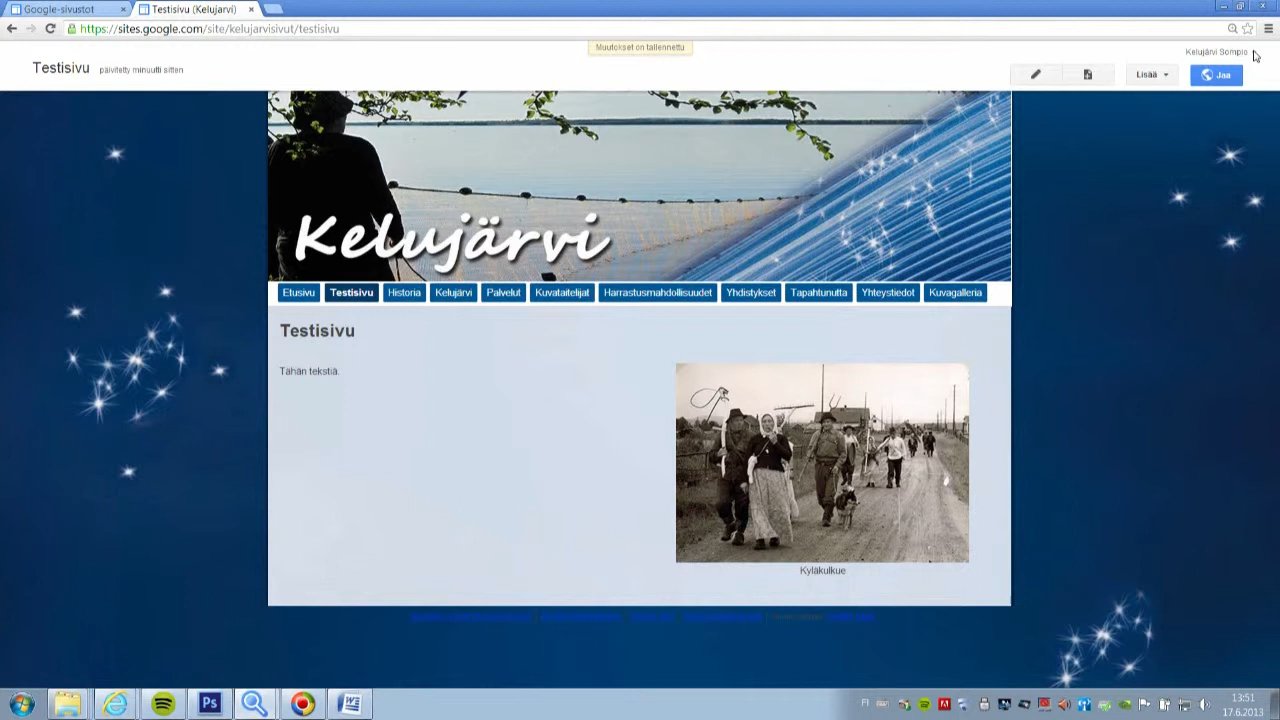 Google-sivustot
Testisivu (Kelujärvi)
https://sites.google.com/site/kelujarvisivut/testisivu
Muutokset on tallennettu
Kelujärvi Sompio
Testisivu päivitetty minuutti sitten
Lisää
Jaa
Kelujärvi
Etusivu Testisivu Historia Kelujärvi Palvelut Kuvataiteilijat Harrastusmahdollisuudet Yhdistykset Tapahtunutta Yhteystiedot Kuvagalleria
Testisivu
Tähän tekstiä.
Kyläkulkue
Ps
FI
13:51
17.6.2013